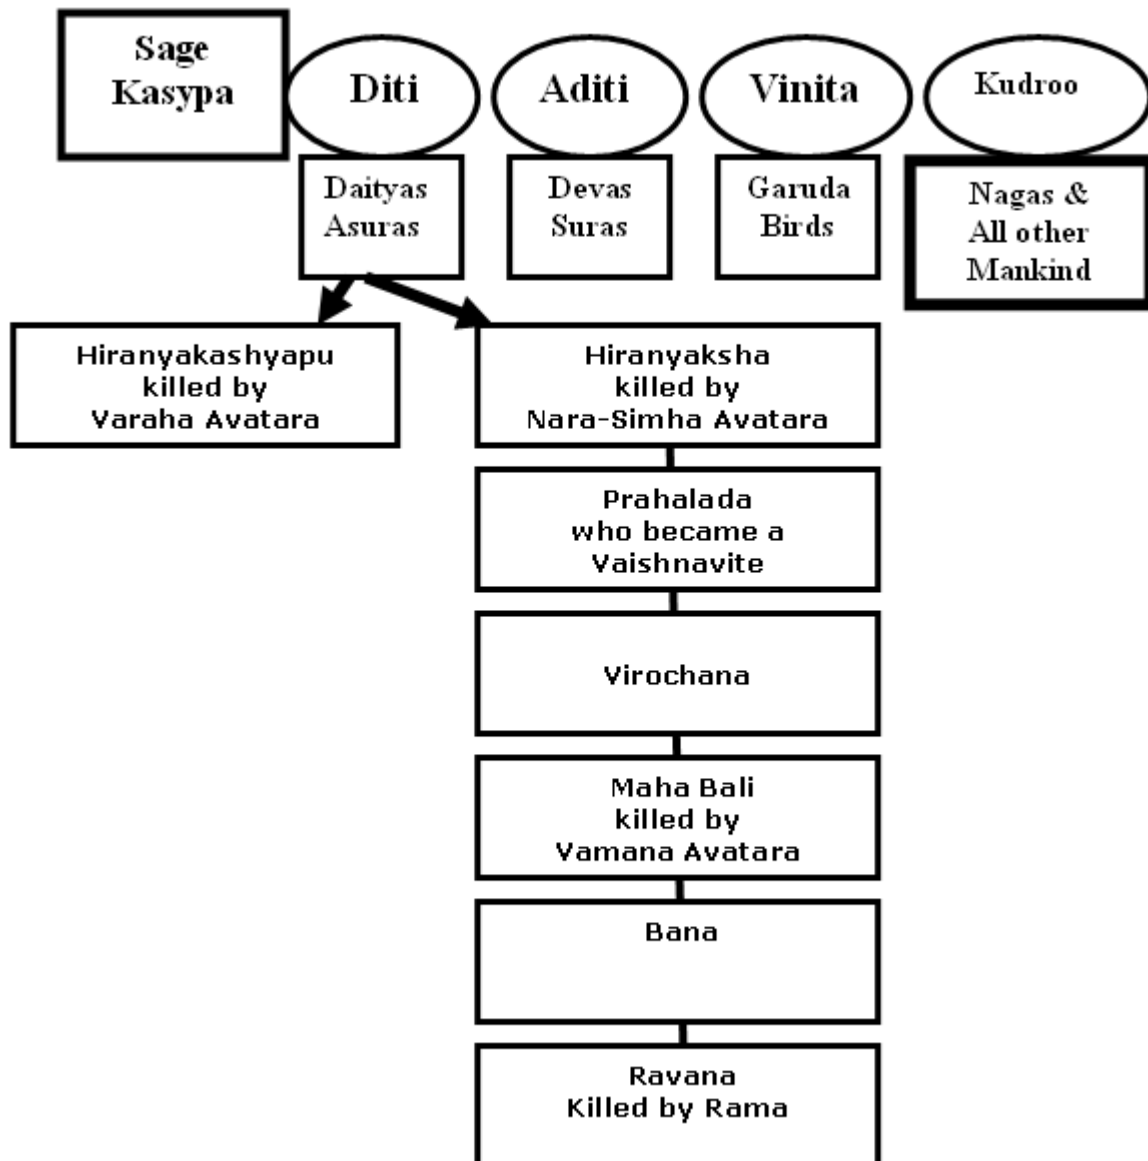 Sage
Kasypa
Diti
Aditi
Vinita
Kudroo
Daityas
Asuras
Devas
Suras
Garuda
Birds
Nagas &
All other
Mankind
Hiranyakashyapu
killed by
Varaha Avatara
Hiranyaksha
killed by
Nara-Simha Avatara
Prahalada
who became a
Vaishnavite
Virochana
Maha Bali
killed by
Vamana Avatara
Bana
Ravana
Killed by Rama